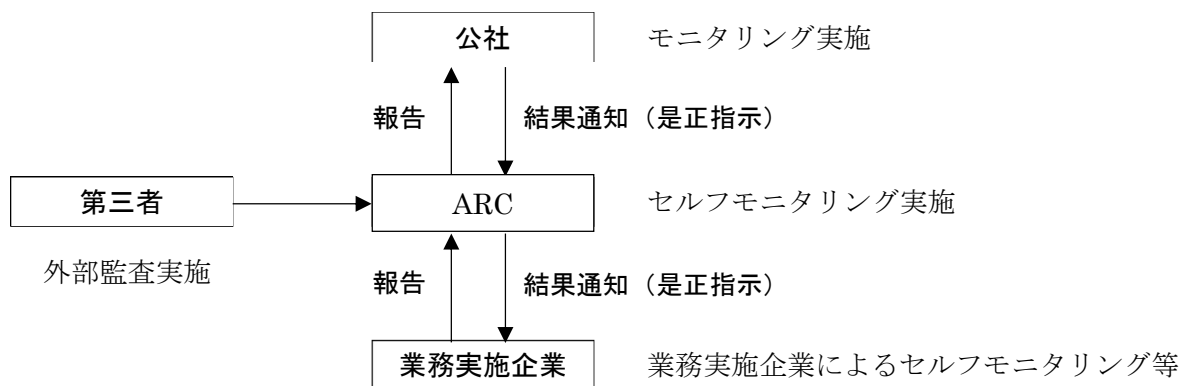 公社 モニタリング実施
報告 結果通知（是正指示）
第三者 ARC セルフモニタリング実施
外部監査実施
報告 結果通知（是正指示）
業務実施企業 業務実施企業によるセルフモニタリング等